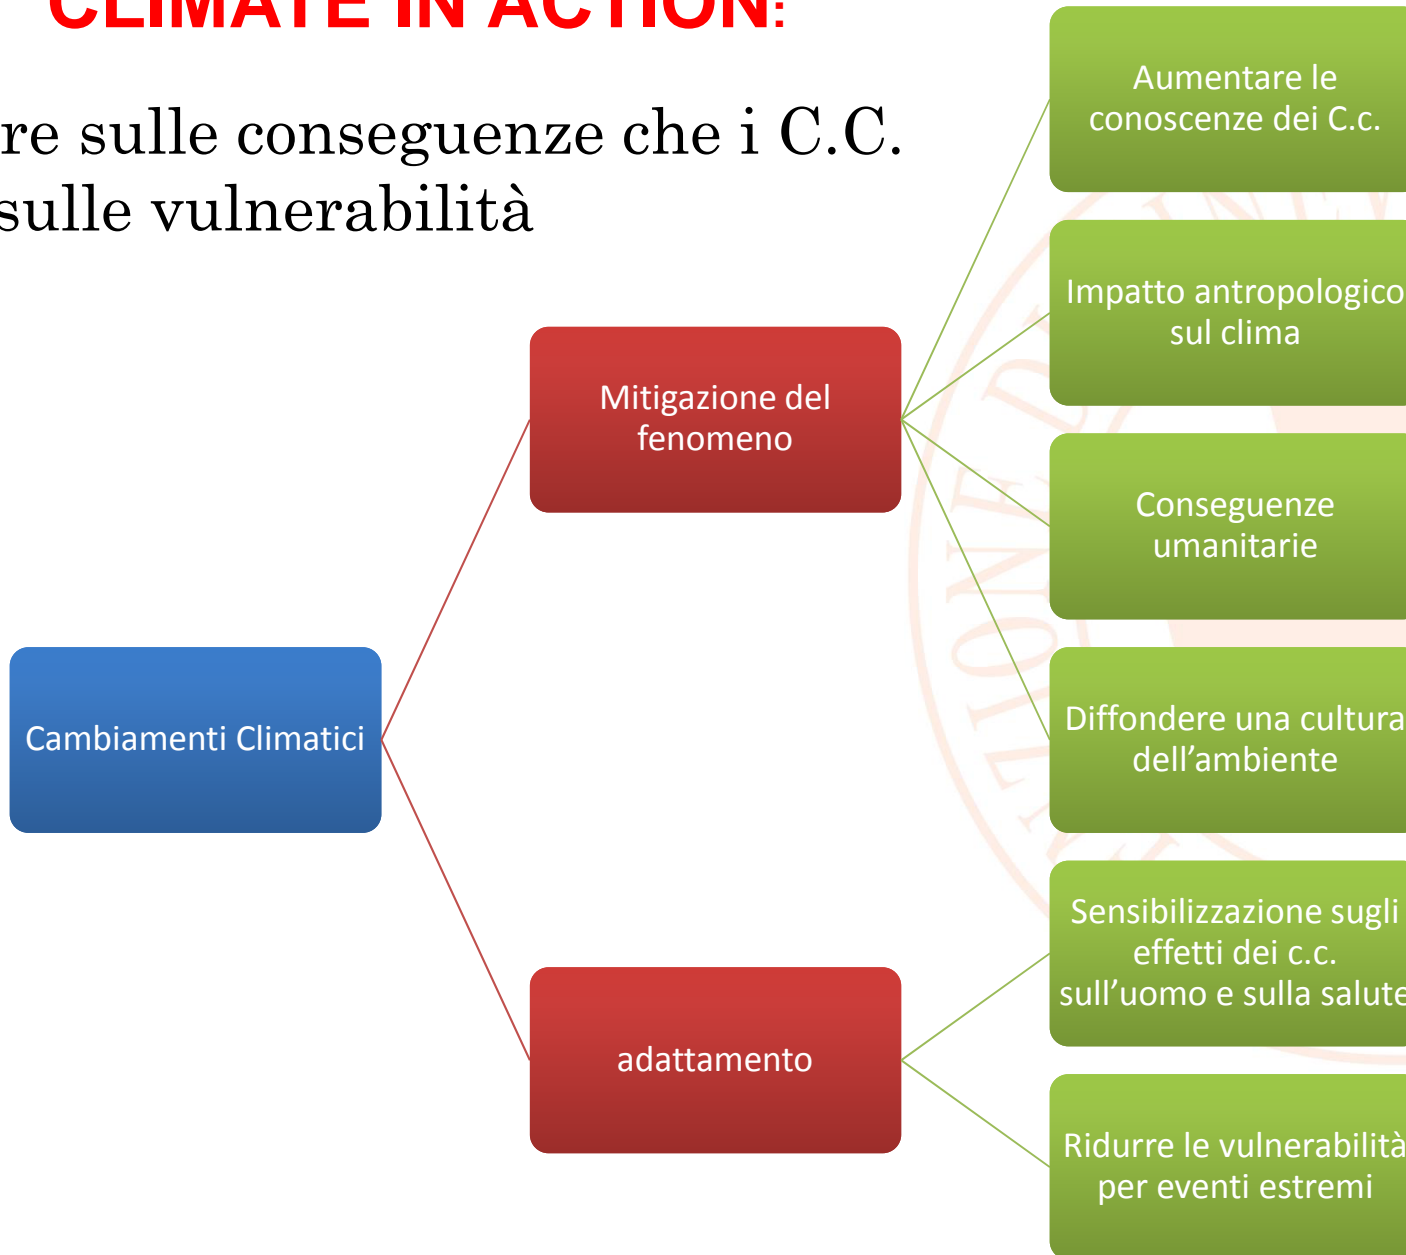 CLIMATE IN ACTION:
re sulle conseguenze che i C.C.
sulle vulnerabilità
Aumentare le
conoscenze dei C.c.
Impatto antropologico
sul clima
Mitigazione del
fenomeno
Conseguenze
umanitarie
Cambiamenti Climatici
Diffondere una cultura
dell’ambiente
Sensibilizzazione sugli
effetti dei c.c.
sull’uomo e sulla salute
adattamento
Ridurre le vulnerabilità
per eventi estremi